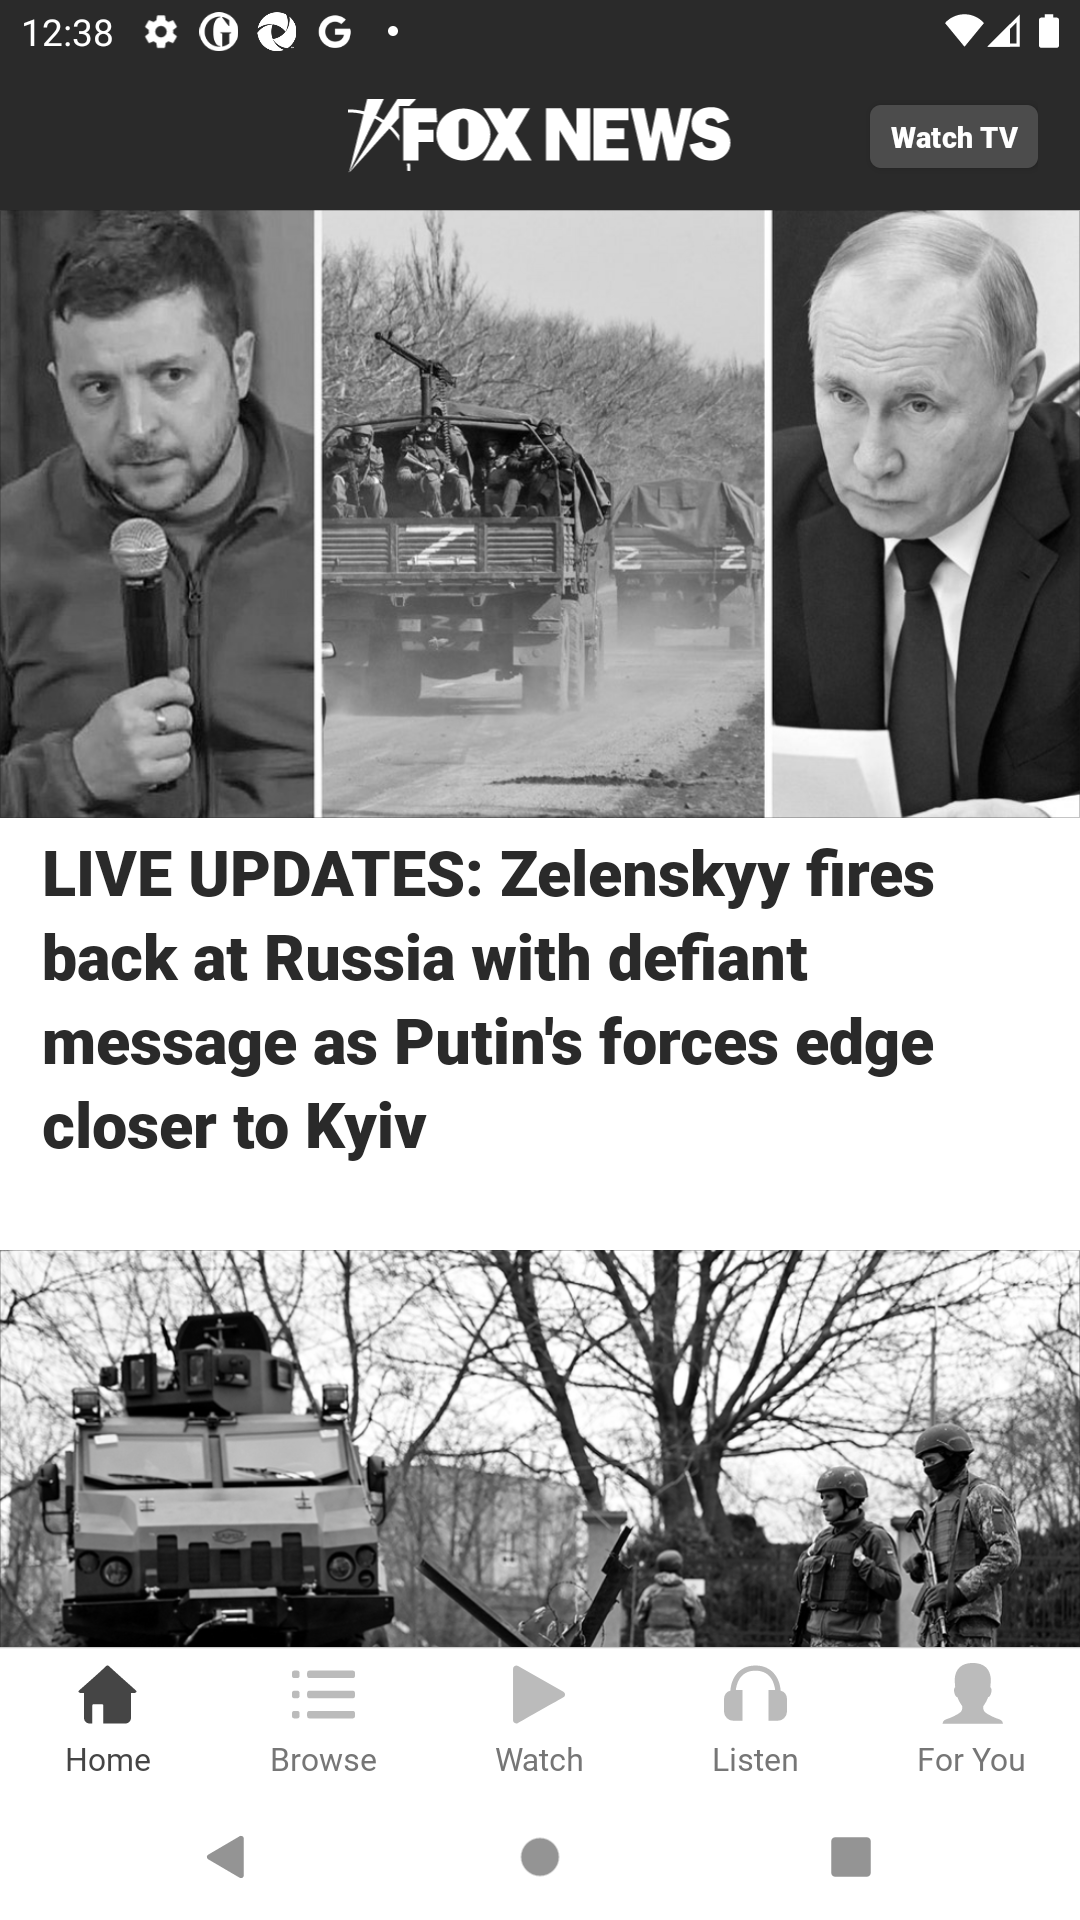 12:38
FOX NEWS
Watch TV
Z
Z Z
LIVE UPDATES: Zelenskyy fires
back at Russia with defiant
message as Putin's forces edge
closer to Kyiv
Home
Browse
Watch
Listen
For You